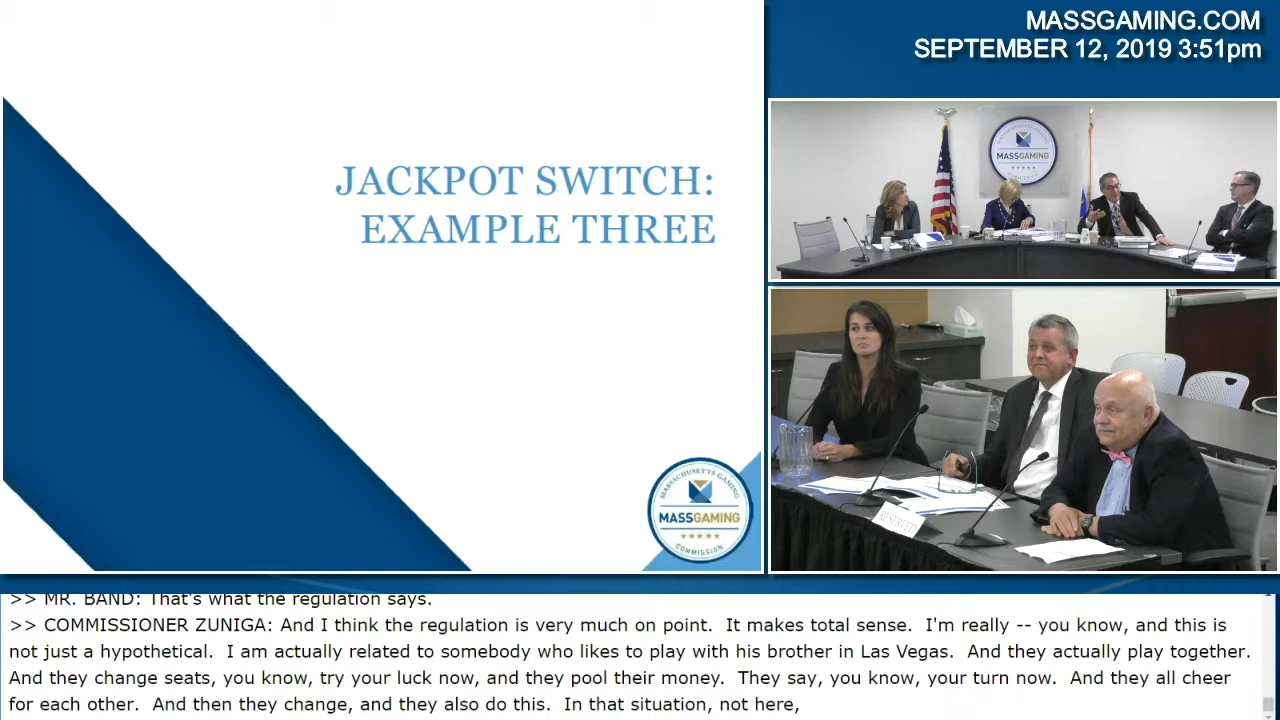 MASSGAMING.COM
SEPTEMBER 12, 2019 3:51pm
JACKPOT SWITCH:
EXAMPLE THREE
MASSACHUSETTS GAMING
MASSGAMING
COMMISSION
MASSGAMING
RESERVED
>> MR. BAND: That's what the regulation says.
>> COMMISSIONER ZUNIGA: And I think the regulation is very much on point.  It makes total sense.  I'm really -- you know, and this is
not just a hypothetical.  I am actually related to somebody who likes to play with his brother in Las Vegas.  And they actually play together.
And they change seats, you know, try your luck now, and they pool their money.  They say, you know, your turn now.  And they all cheer
for each other.  And then they change, and they also do this.  In that situation, not here,